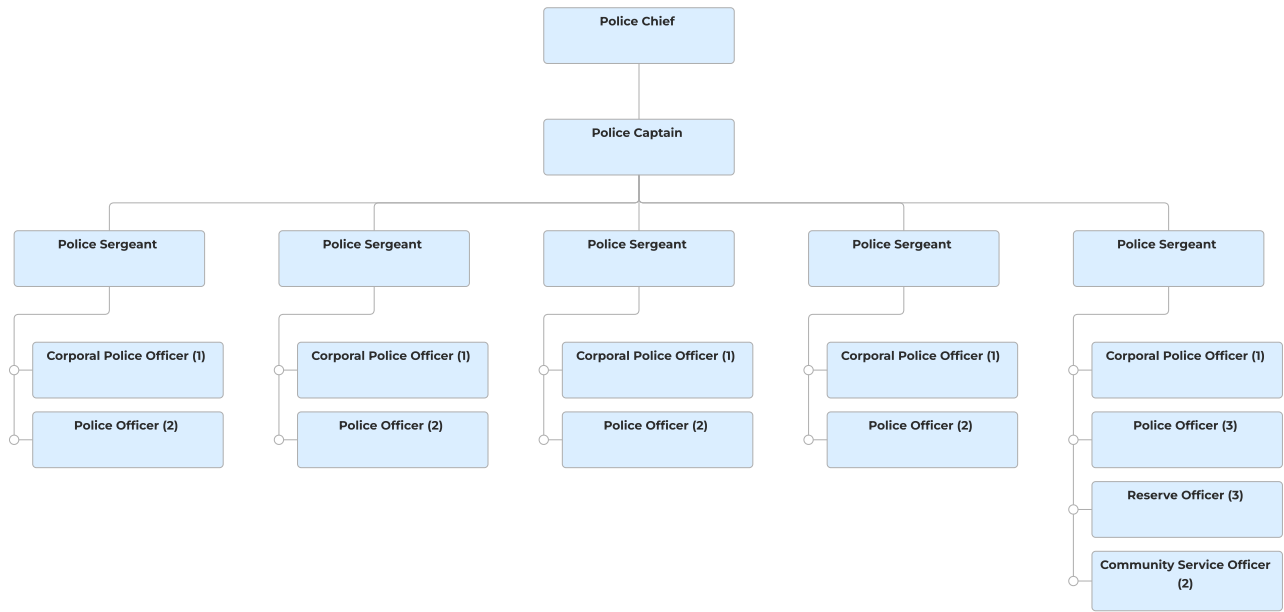 Police Chief
Police Captain
Police Sergeant
Police Sergeant
Police Sergeant
Police Sergeant
Police Sergeant
Corporal Police Officer (1)
Police Officer (2)
Corporal Police Officer (1)
Police Officer (2)
Corporal Police Officer (1)
Police Officer (2)
Corporal Police Officer (1)
Police Officer (2)
Corporal Police Officer (1)
Police Officer (3)
Reserve Officer (3)
Community Service Officer
(2)